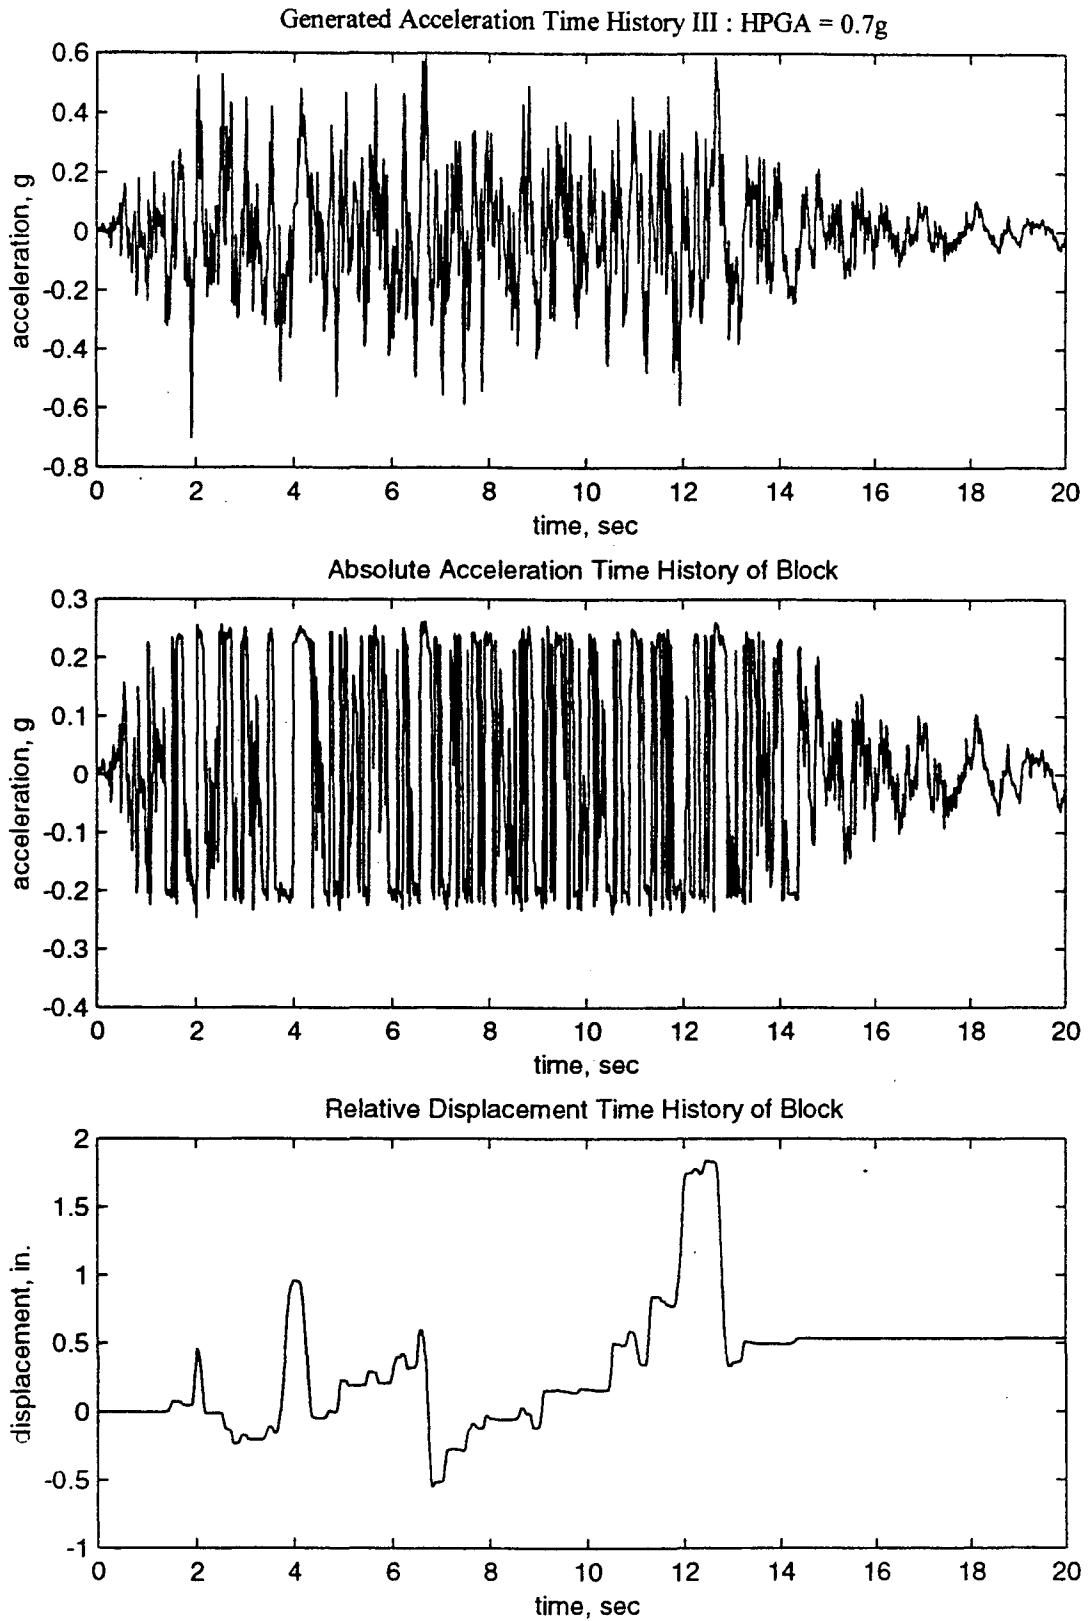 Generated Acceleration Time History III : HPGA = 0.7g
0.6
0.4
0.2
0
-0.2
-0.4
-0.6
-0.8
acceleration, g
0 2 4 6 8 10 12 14 16 18 20
time, sec
Absolute Acceleration Time History of Block
0.3
0.2
0.1
0
-0.1
-0.2
-0.3
-0.4
acceleration, g
0 2 4 6 8 10 12 14 16 18 20
time, sec
Relative Displacement Time History of Block
2
1.5
1
0.5
0
-0.5
-1
displacement, in.
0 2 4 6 8 10 12 14 16 18 20
time, sec